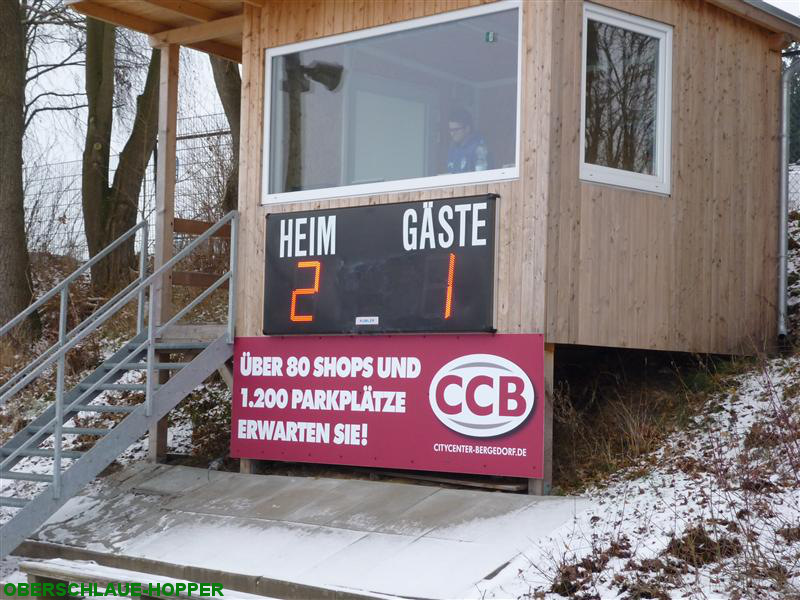 HEIM GÄSTE
2 1
ÜBER 80 SHOPS UND
1.200 PARKPLÄTZE
ERWARTEN SIE!
CCB
CITYCENTER-BERGEDORF.DE
OBERSCHLAUE-HOPPER